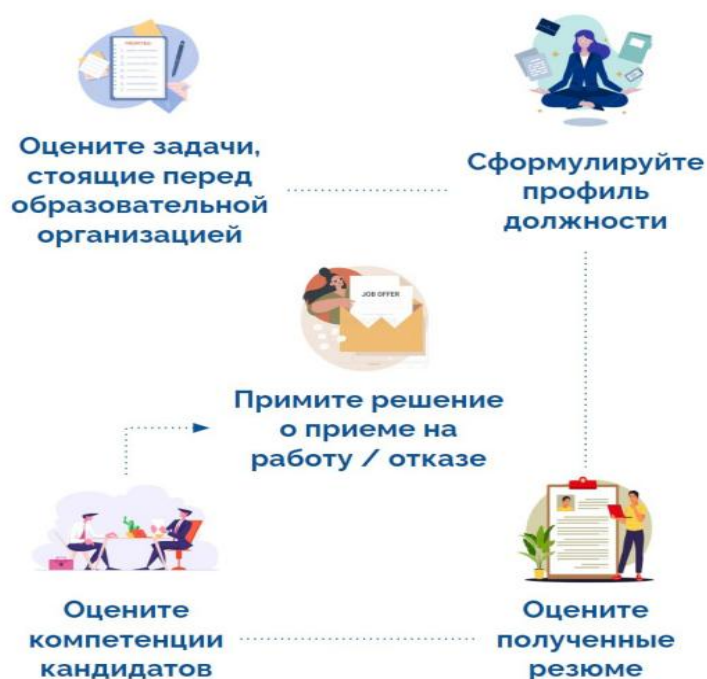 Оцените задачи,
стоящие перед
образовательной
организацией
Сформулируйте
профиль
должности
JOB OFFER
Примите решение
о приеме на
работу / отказе
Оцените
компетенции
кандидатов
Оцените
полученные
резюме